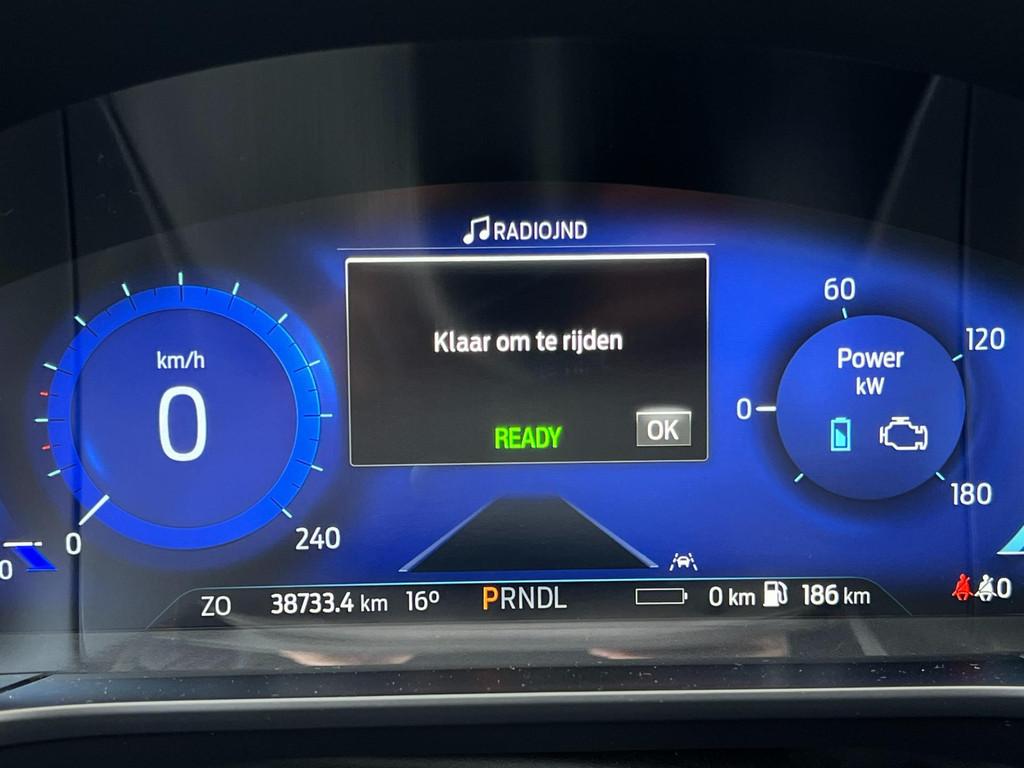 RADIOJND
Klaar om te rijden
READY
OK
km/h
0
0
240
Power
kW
0
60
120
180
0
ZO 38733.4 km 16° PRNDL 0 km 186 km
0